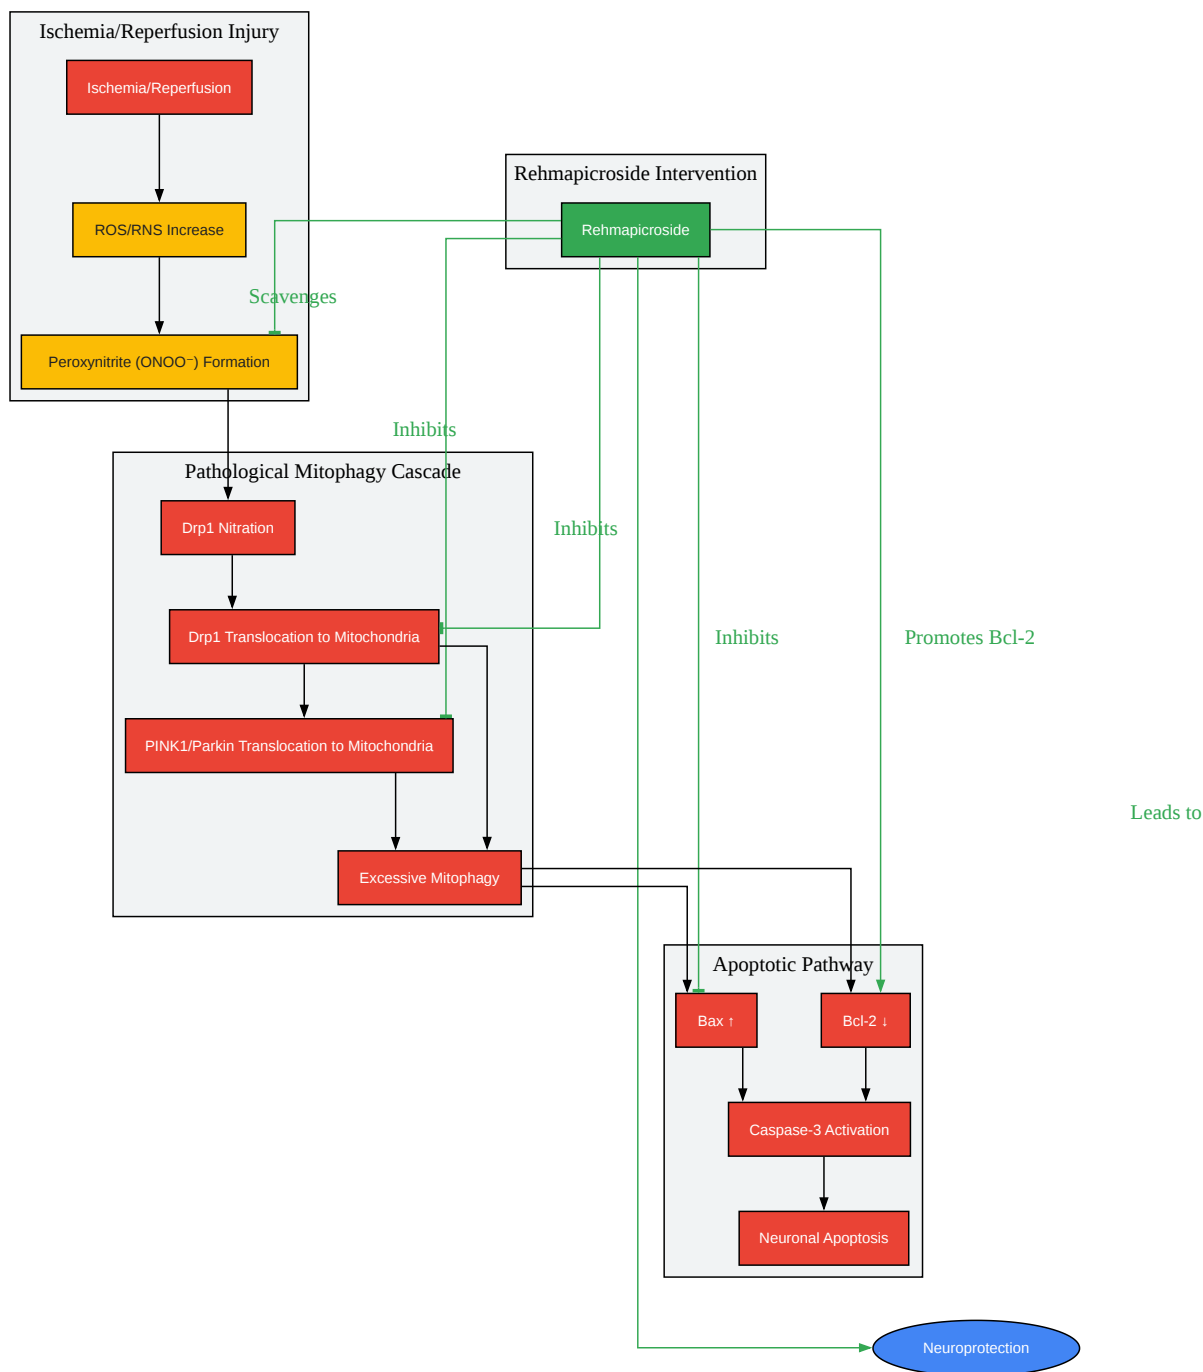 Ischemia/Reperfusion Injury
Ischemia/Reperfusion
Rehmapicroside Intervention
ROS/RNS Increase
Rehmapicroside
Scavenges
Peroxynitrite (ONOO⁻) Formation
Inhibits
Pathological Mitophagy Cascade
Drp1 Nitration
Inhibits
Drp1 Translocation to Mitochondria
Inhibits
Promotes Bcl-2
PINK1/Parkin Translocation to Mitochondria
Leads to
Excessive Mitophagy
Apoptotic Pathway
Bax ↑
Bcl-2 ↓
Caspase-3 Activation
Neuronal Apoptosis
Neuroprotection